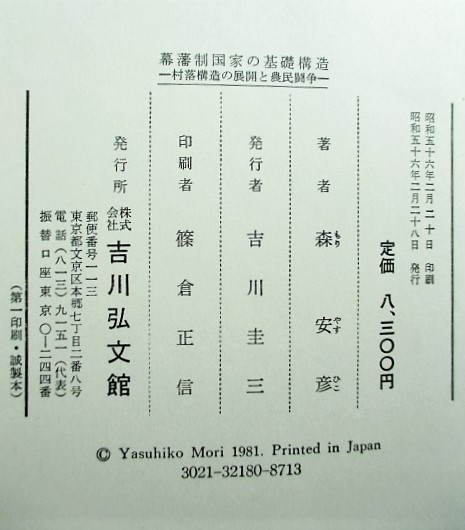 幕藩制国家の基礎構造
―村落構造の展開と農民闘争―
昭和五十六年二月二十日 印刷
昭和五十六年二月二十八日 発行
定価 八、三〇〇円
著者 森安彦
もり やす ひこ
発行者 吉川圭三
印刷者 篠倉正信
発行所 株式会社 吉川弘文館
郵便番号一一三
東京都文京区本郷七丁目二番八号
電話(八一三)九一五一(代表)
振替口座東京〇―二四四番
(第一印刷・誠製本)
© Yasuhiko Mori 1981. Printed in Japan
3021-32180-8713